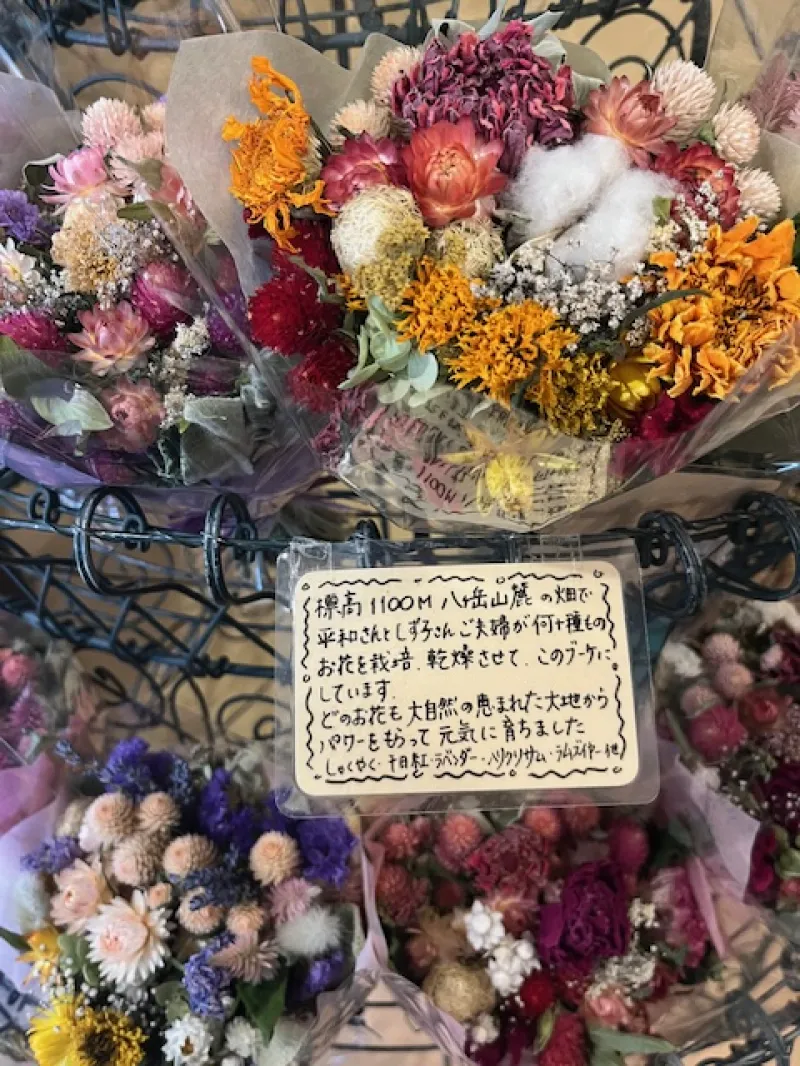 標高1100M 八ヶ岳山麓の畑で
平和さんとしず子さんご夫婦が何十種もの
お花を栽培、乾燥させて、このブーケに
しています.
どのお花も大自然の恵まれた大地から
パワーをもらって元気に育ちました
しゃくやく・千日紅・ラベンダー・ヘリクリサム・ラムズイヤー 他
1100M